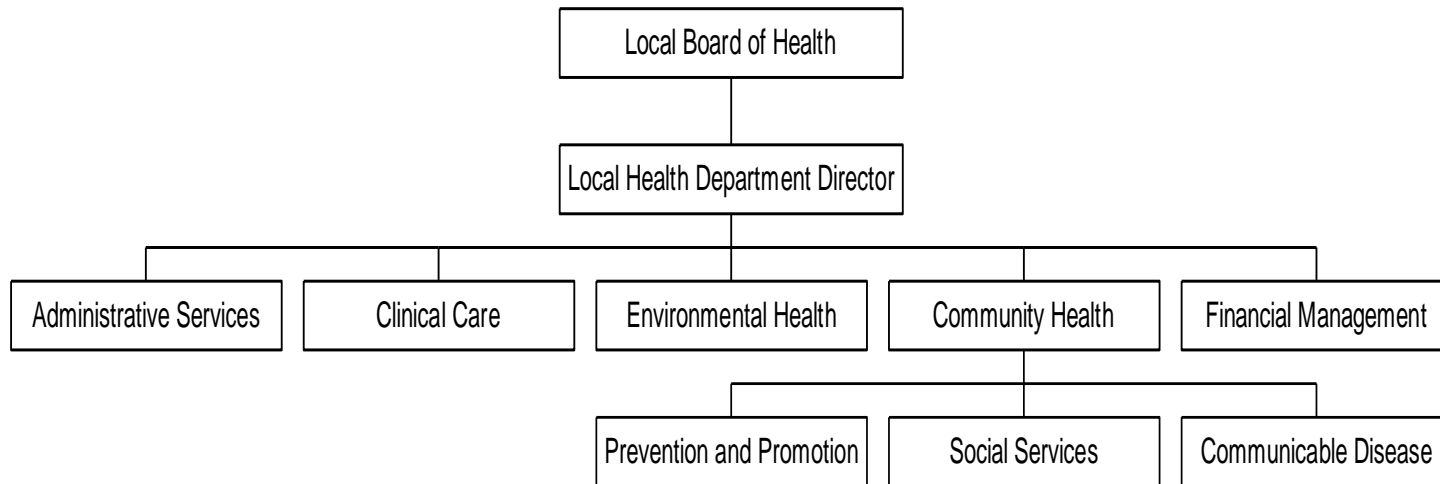 Local Board of Health
Local Health Department Director
Administrative Services
Clinical Care
Environmental Health
Community Health
Financial Management
Prevention and Promotion
Social Services
Communicable Disease